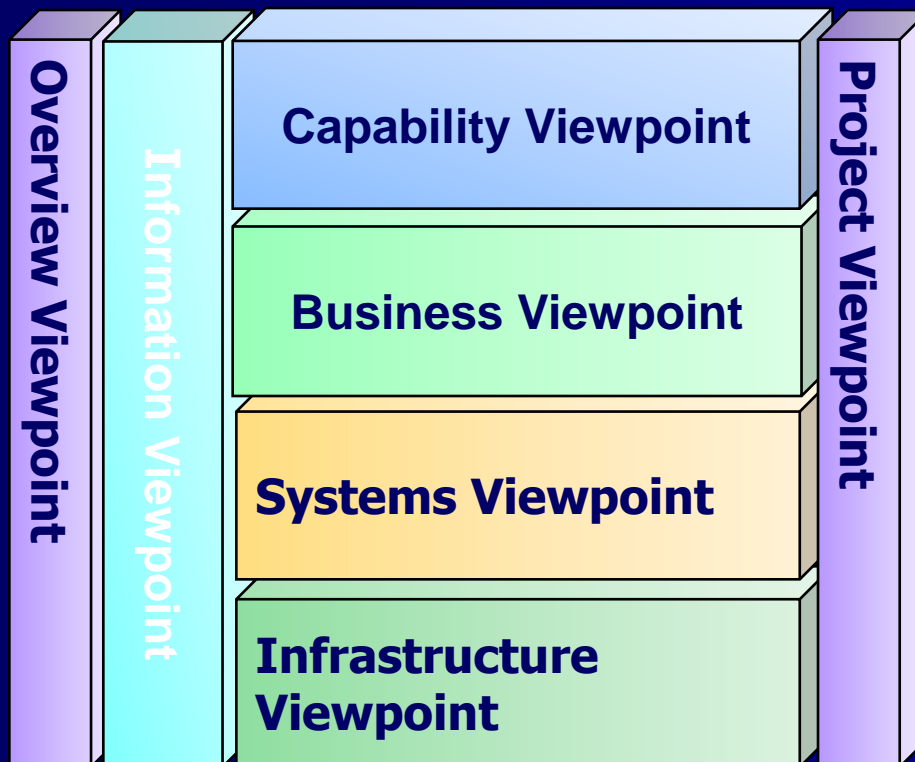 Overview Viewpoint
Information Viewpoint
Capability Viewpoint
Business Viewpoint
Systems Viewpoint
Infrastructure
Viewpoint
Project Viewpoint